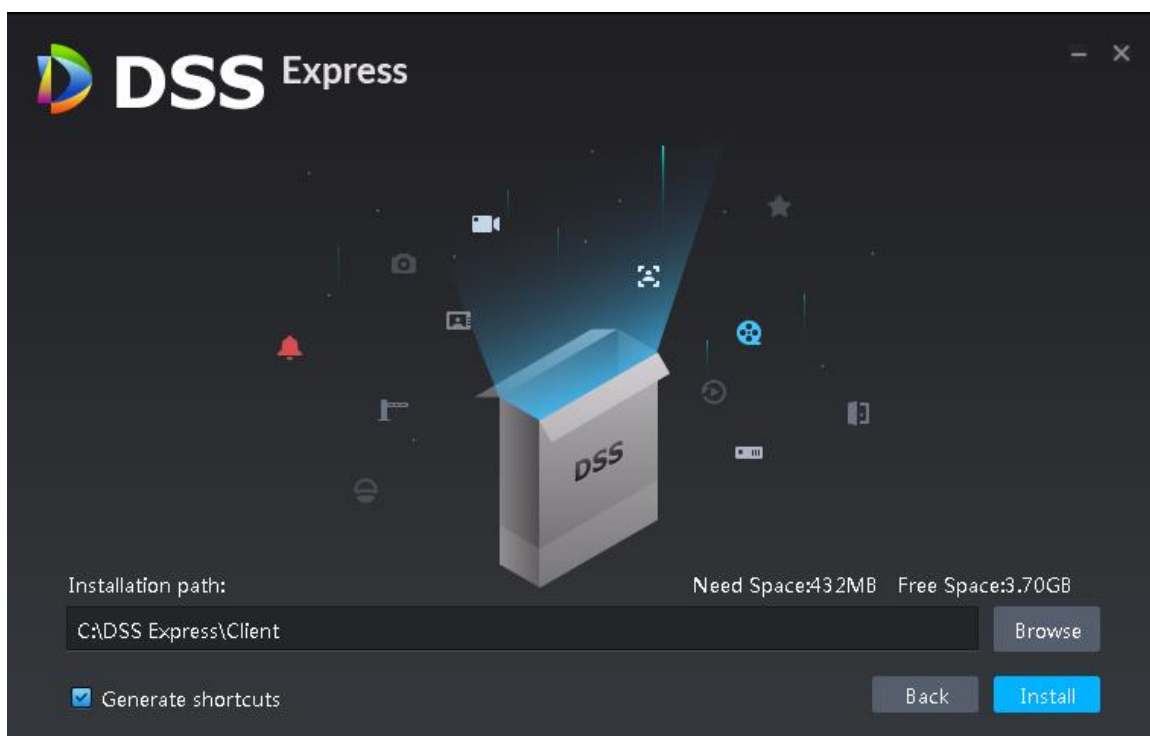 DSS Express
DSS
Installation path: Need Space:432MB Free Space:3.70GB
C:\DSS Express\Client Browse
Generate shortcuts Back Install